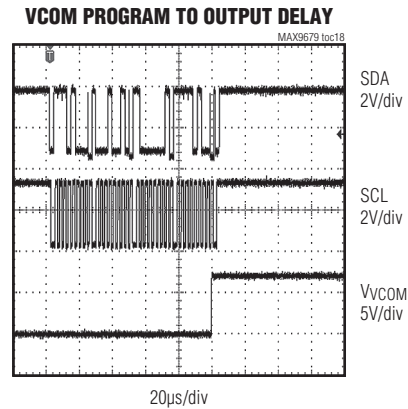 VCOM PROGRAM TO OUTPUT DELAY
MAX9679 toc18
SDA
2V/div
SCL
2V/div
VVCOM
5V/div
20µs/div